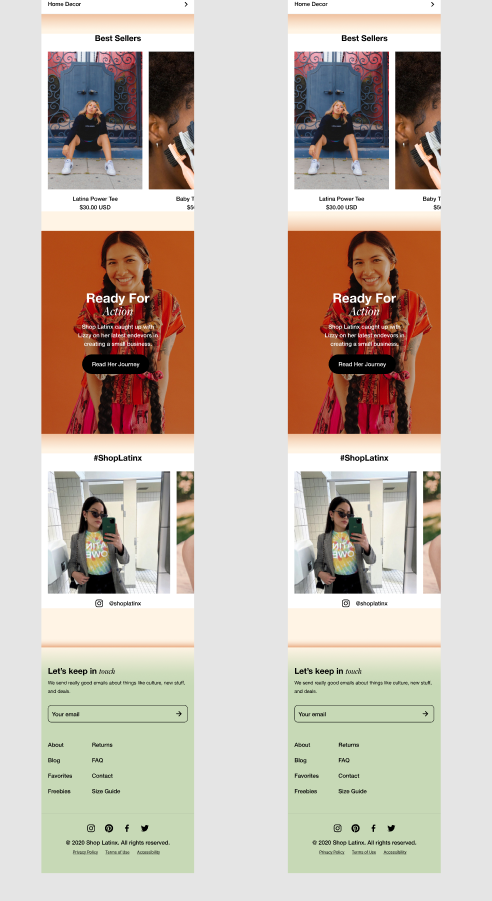 Home Decor
Best Sellers
Latina Power Tee
$30.00 USD
Baby T
$5
Ready For
Action
Shop Latinx caught up with
Lizzy on her latest endevors in
creating a small business.
Read Her Journey
#ShopLatinx
@shoplatinx
Let's keep in touch
We send really good emails about things like culture, new stuff,
and deals.
Your email
About
Returns
Blog
FAQ
Favorites
Contact
Freebies
Size Guide
© 2020 Shop Latinx. All rights reserved.
Privacy Policy Terms of Use Accessibility
Home Decor
Best Sellers
Latina Power Tee
$30.00 USD
Baby T
$5
Ready For
Action
Shop Latinx caught up with
Lizzy on her latest endevors in
creating a small business.
Read Her Journey
#ShopLatinx
@shoplatinx
Let's keep in touch
We send really good emails about things like culture, new stuff,
and deals.
Your email
About
Returns
Blog
FAQ
Favorites
Contact
Freebies
Size Guide
© 2020 Shop Latinx. All rights reserved.
Privacy Policy Terms of Use Accessibility